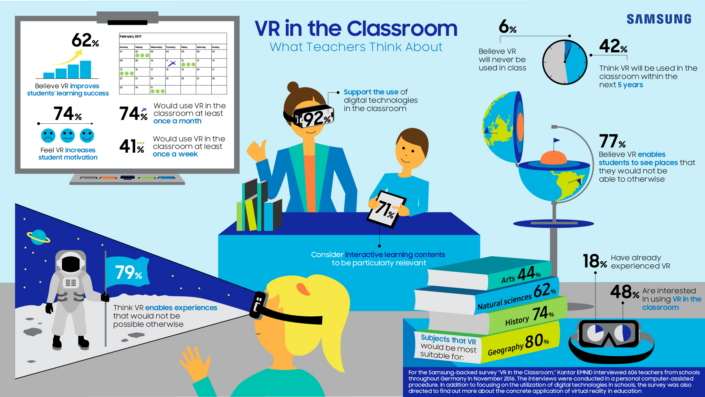 VR in the Classroom
What Teachers Think About
SAMSUNG
62%
Believe VR improves
students' learning success
74%
Feel VR increases
student motivation
February 2017
74%
Would use VR in the
classroom at least
once a month
41%
Would use VR in the
classroom at least
once a week
92%
Support the use of
digital technologies
in the classroom
71%
Consider interactive learning contents
to be particularly relevant
6%
Believe VR
will never be
used in class
42%
Think VR will be used in the
classroom within the
next 5 years
77%
Believe VR enables
students to see places that
they would not be
able to otherwise
79%
Think VR enables experiences
that would not be
possible otherwise
18%
Have already
experienced VR
48%
Are Interested
in using VR in the
classroom
Arts 44%
Natural sciences 62%
History 74%
Geography 80%
Subjects that VR
would be most
suitable for:
For the Samsung-backed survey "VR in the Classroom," Kantar EMNID interviewed 606 teachers from schools
throughout Germany in November 2016. The interviews were conducted in a personal computer-assisted
procedure. In addition to focusing on the utilization of digital technologies in schools, the survey was also
directed to find out more about the concrete application of virtual reality in education